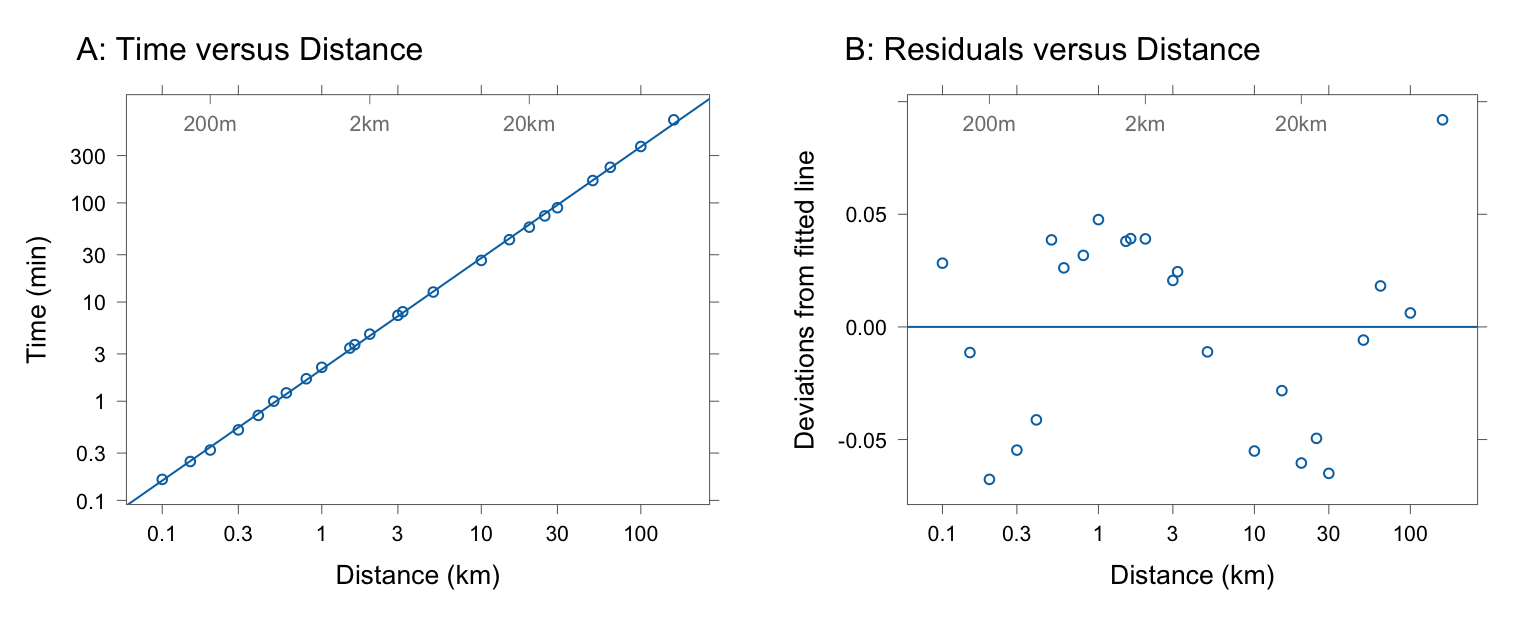 A: Time versus Distance
200m 2km 20km
300
100
30
10
3
1
0.3
0.1
Time (min)
0.1 0.3 1 3 10 30 100
Distance (km)
B: Residuals versus Distance
200m 2km 20km
0.05
0.00
-0.05
Deviations from fitted line
0.1 0.3 1 3 10 30 100
Distance (km)